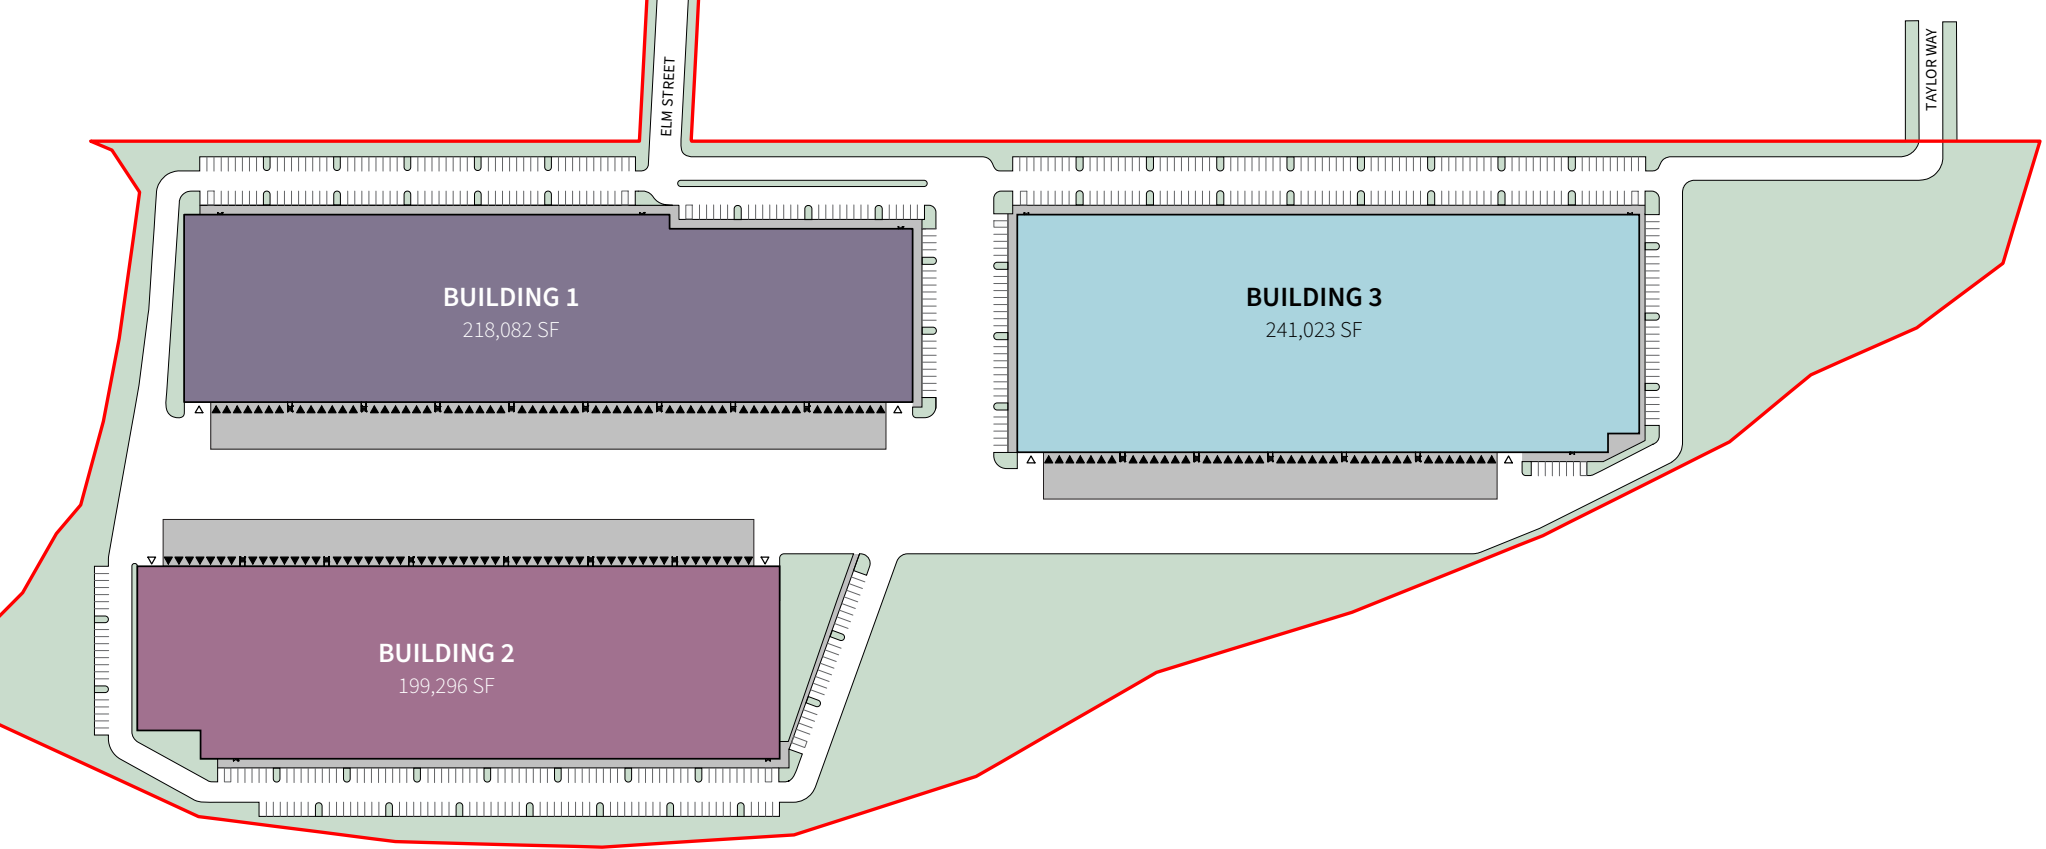 ELM STREET
TAYLOR WAY
BUILDING 1
218,082 SF
BUILDING 3
241,023 SF
BUILDING 2
199,296 SF